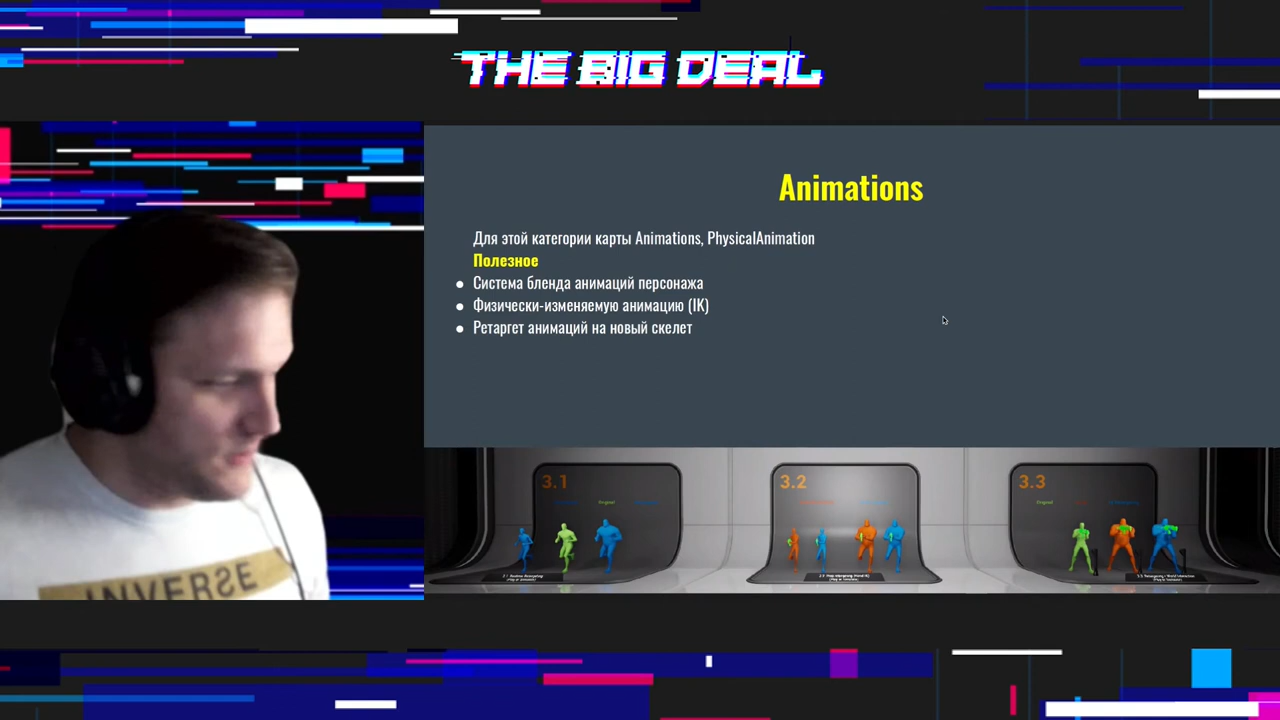 THE BIG DEAL
Animations
Для этой категории карты Animations, PhysicalAnimation
Полезное
● Система бленда анимаций персонажа
● Физически-изменяемую анимацию (IK)
● Ретаргет анимаций на новый скелет
3.1
3.2
3.3